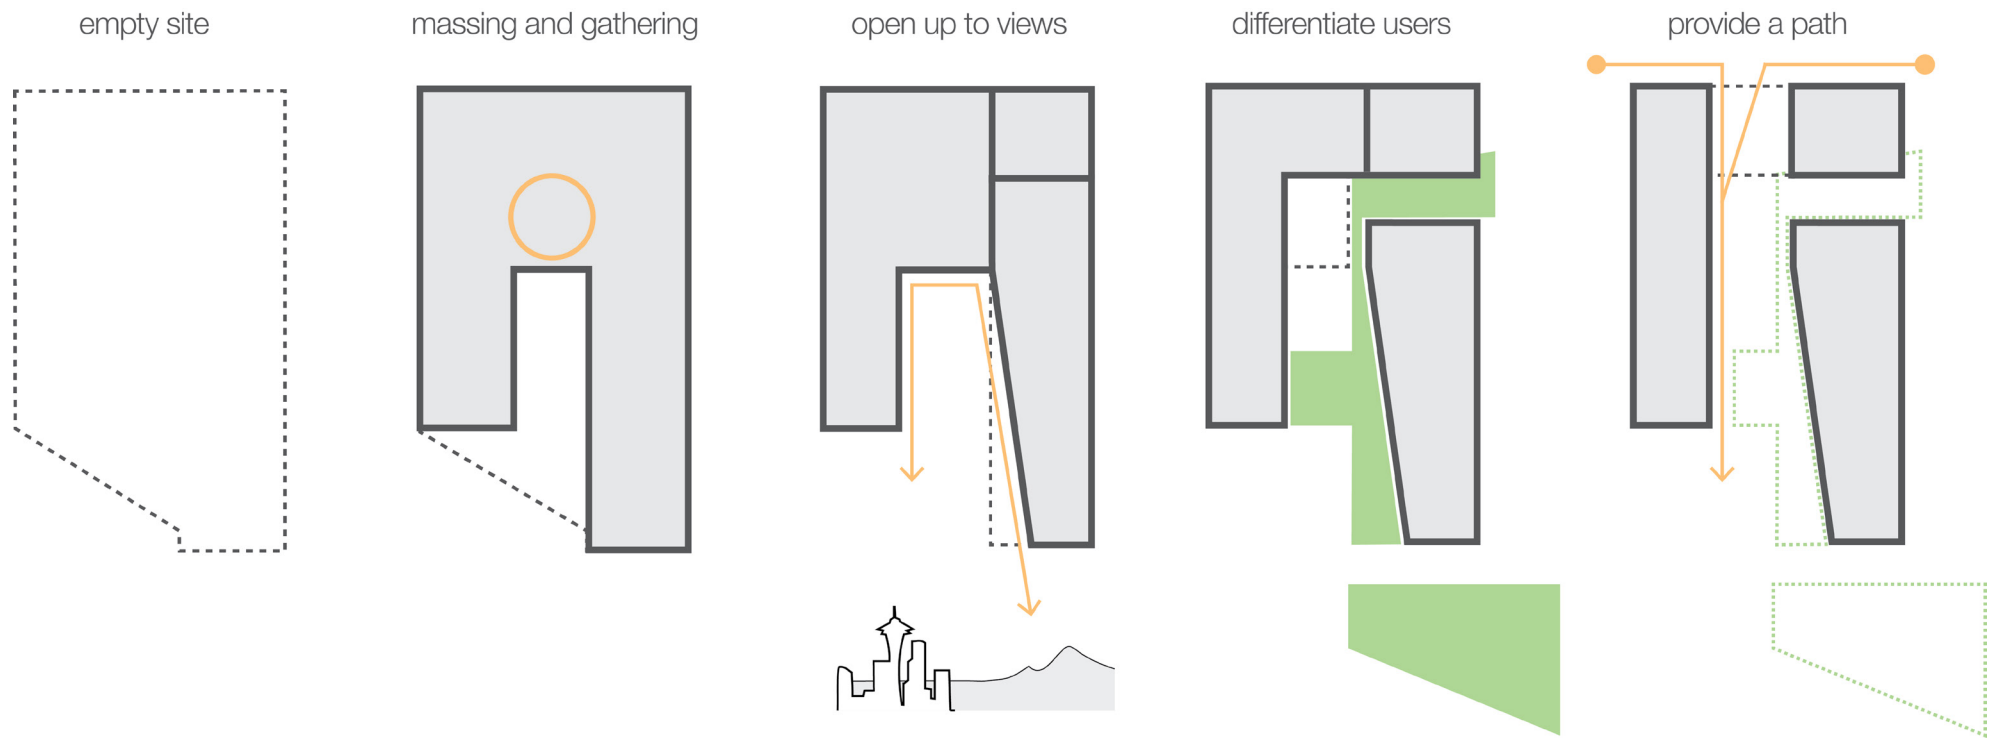 empty site
massing and gathering
open up to views
differentiate users
provide a path